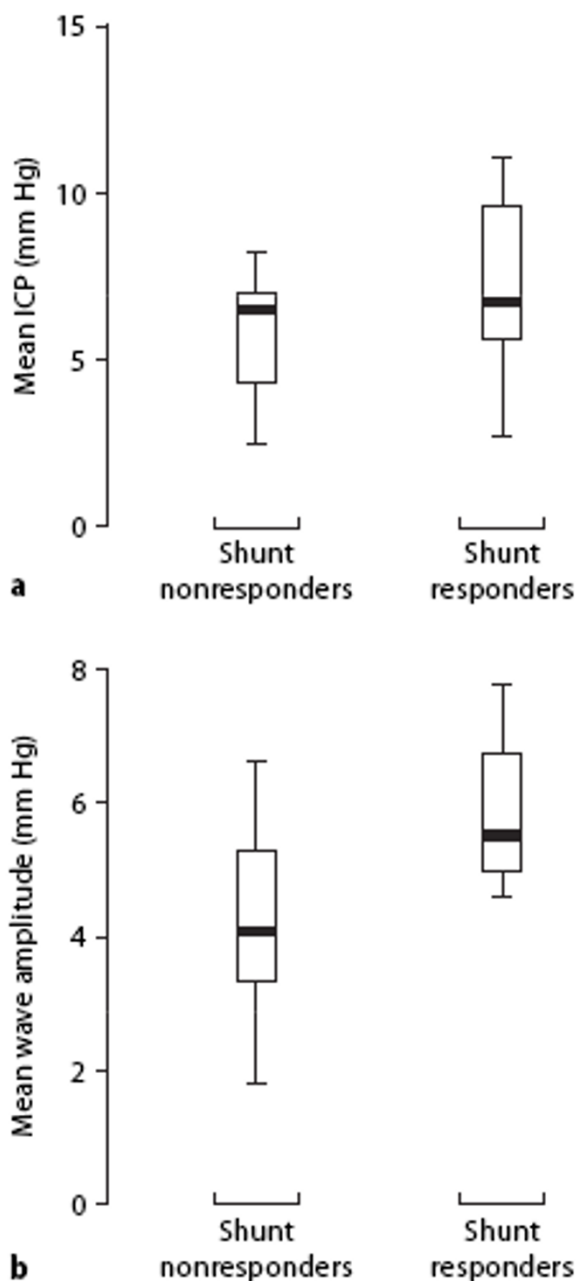 15
10
5
0
Mean ICP (mm Hg)
Shunt
nonresponders
Shunt
responders
a
8
6
4
2
0
Mean wave amplitude (mm Hg)
Shunt
nonresponders
Shunt
responders
b